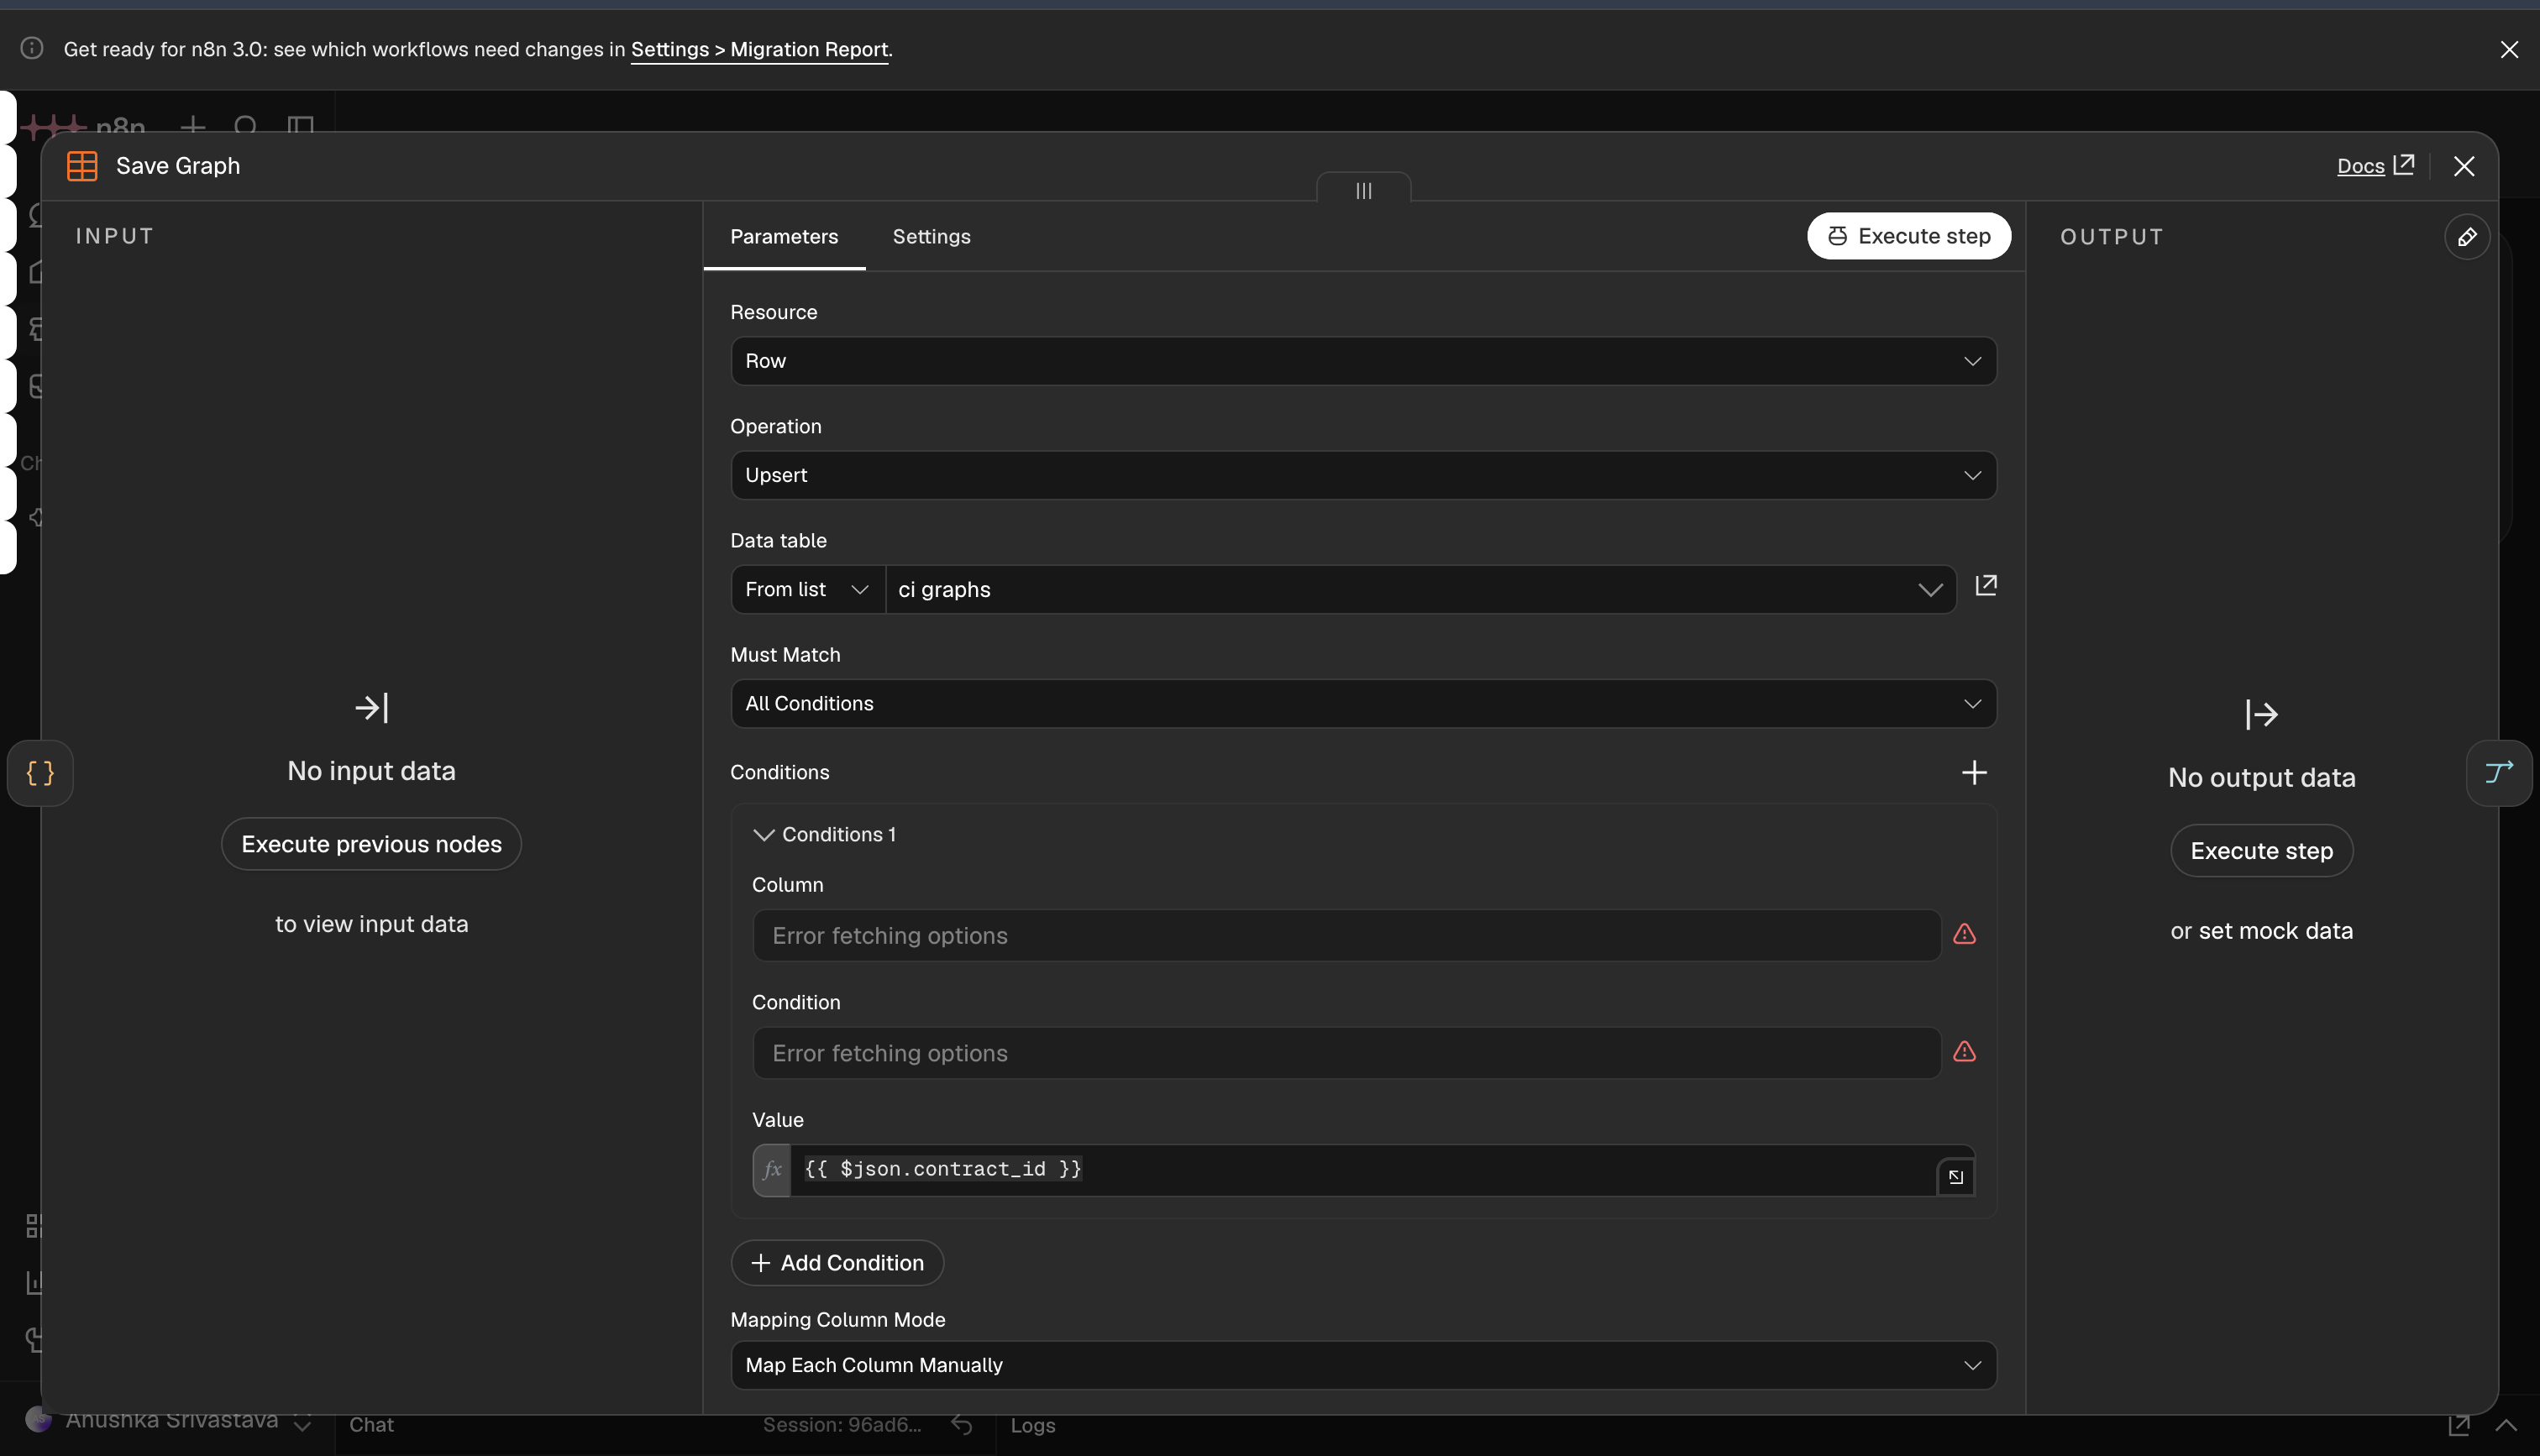 Get ready for n8n 3.0: see which workflows need changes in Settings > Migration Report.
n8n
Save Graph
Docs
INPUT
Parameters
Settings
Execute step
OUTPUT
Resource
Row
Operation
Upsert
Data table
From list
ci graphs
Must Match
All Conditions
Conditions
Conditions 1
Column
Error fetching options
Condition
Error fetching options
Value
fx
{{ $json.contract_id }}
Add Condition
Mapping Column Mode
Map Each Column Manually
No input data
Execute previous nodes
to view input data
No output data
Execute step
or set mock data
Ch
Anushka Srivastava
Chat
Session: 96ad6...
Logs